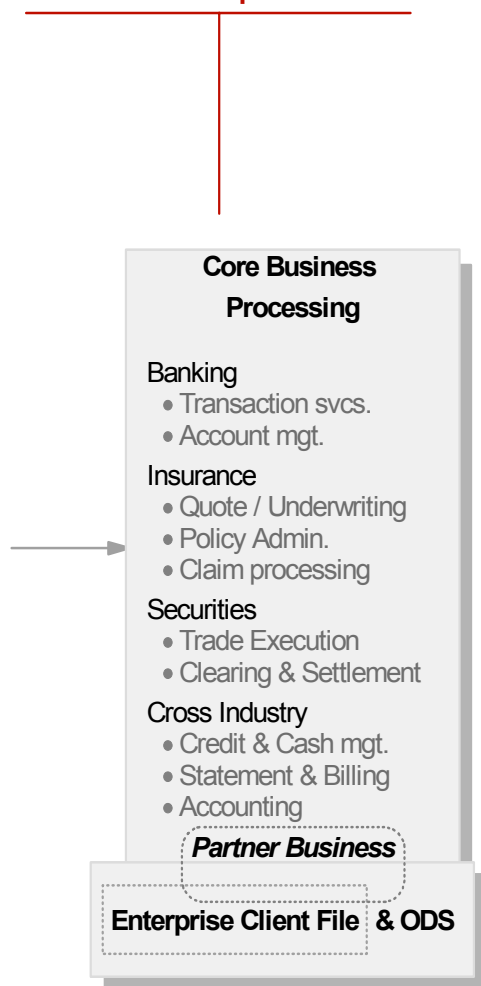 Core Business
Processing
Banking
• Transaction svcs.
• Account mgt.
Insurance
• Quote / Underwriting
• Policy Admin.
• Claim processing
Securities
• Trade Execution
• Clearing & Settlement
Cross Industry
• Credit & Cash mgt.
• Statement & Billing
• Accounting
Partner Business
Enterprise Client File & ODS